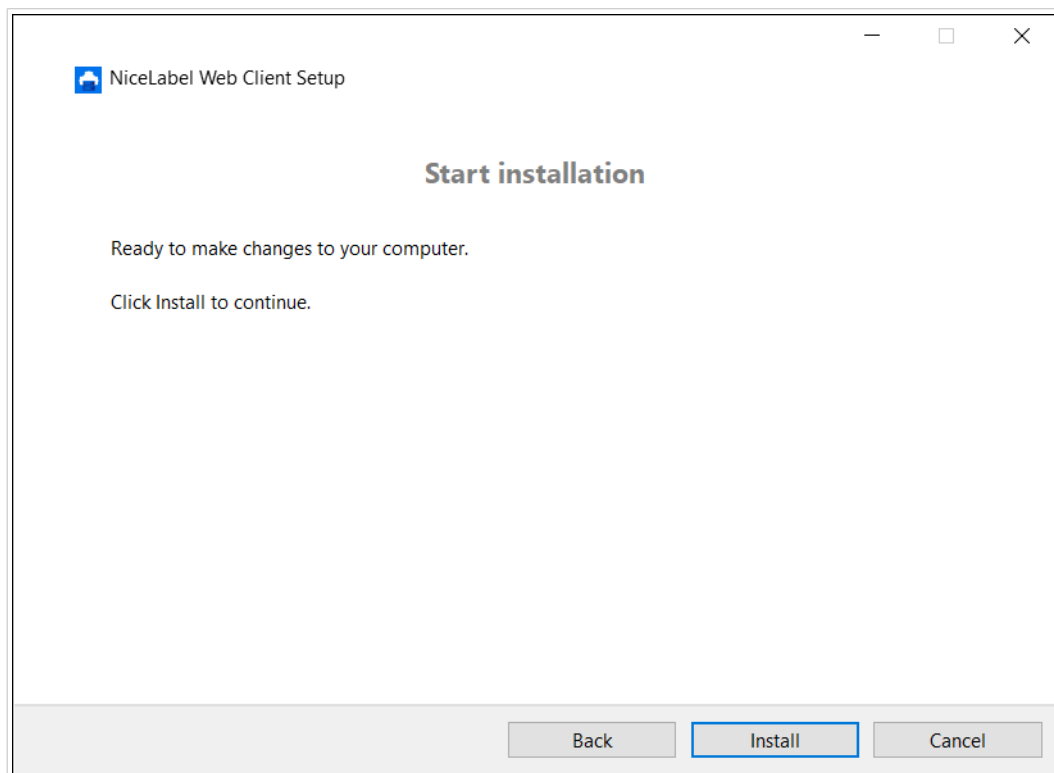 NiceLabel Web Client Setup
Start installation
Ready to make changes to your computer.
Click Install to continue.
Back
Install
Cancel